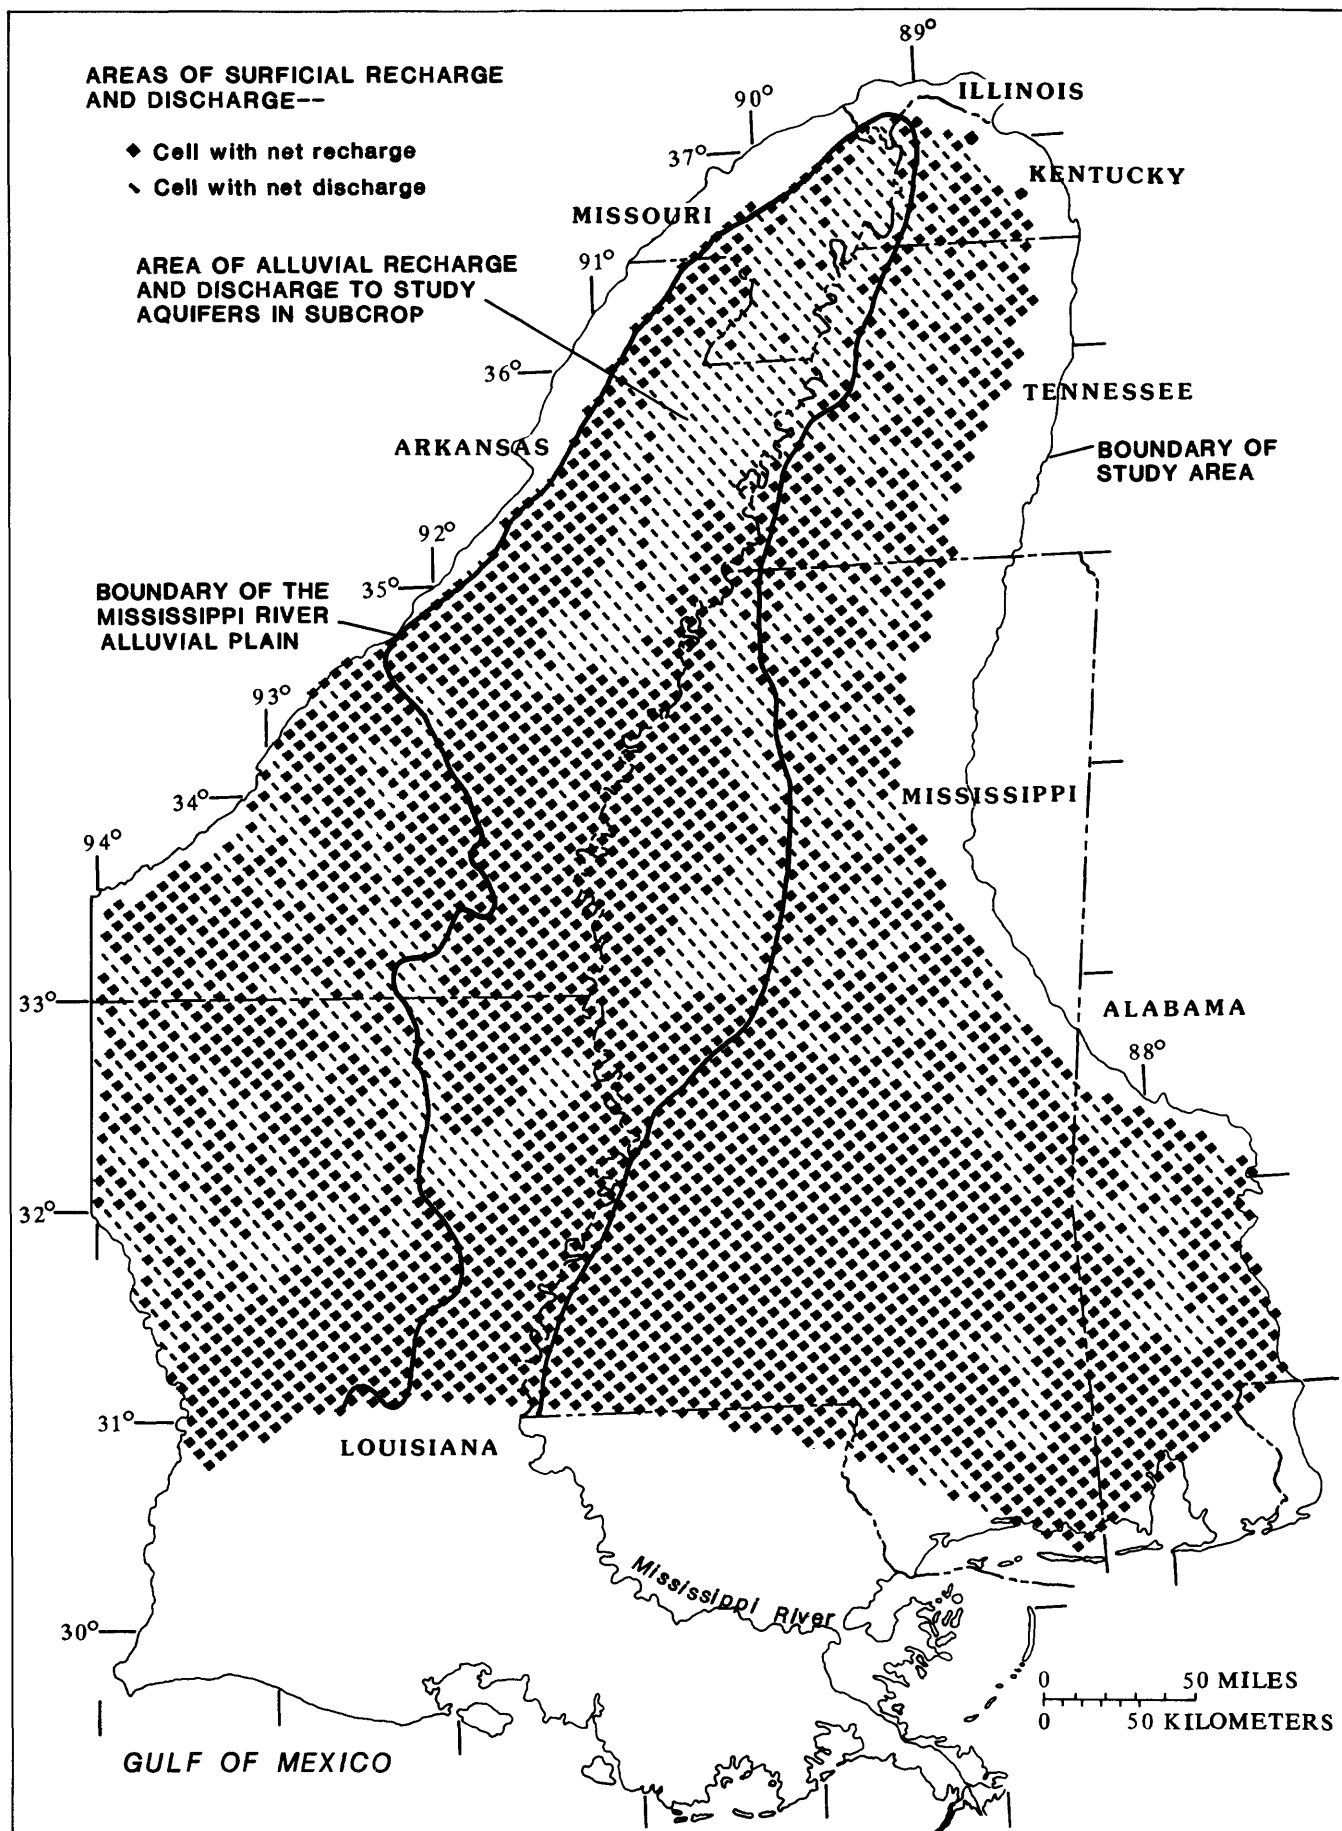 AREAS OF SURFICIAL RECHARGE
AND DISCHARGE--
Cell with net recharge
Cell with net discharge
AREA OF ALLUVIAL RECHARGE
AND DISCHARGE TO STUDY
AQUIFERS IN SUBCROP
BOUNDARY OF THE
MISSISSIPPI RIVER
ALLUVIAL PLAIN
BOUNDARY OF
STUDY AREA
89°
90°
91°
92°
93°
94°
88°
37°
36°
35°
34°
33°
32°
31°
30°
ILLINOIS
KENTUCKY
MISSOURI
TENNESSEE
ARKANSAS
MISSISSIPPI
ALABAMA
LOUISIANA
Mississippi River
GULF OF MEXICO
0 50 MILES
0 50 KILOMETERS